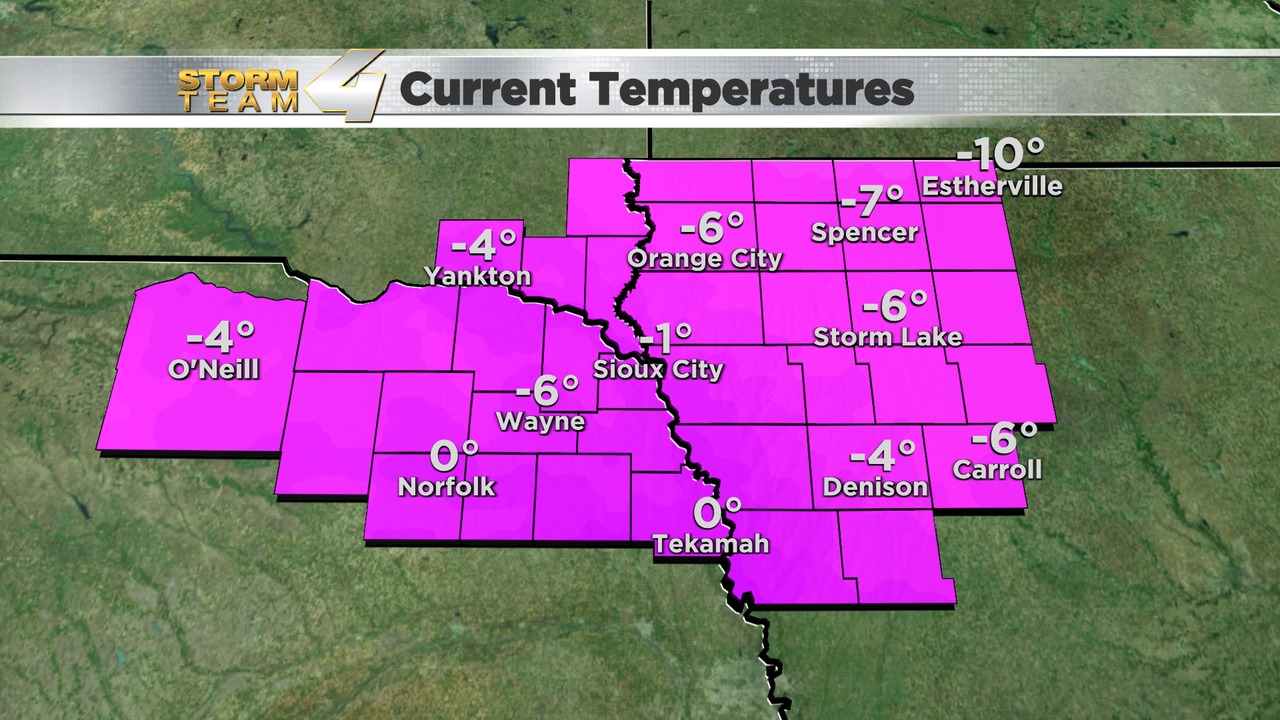 STORM
TEAM
4
Current Temperatures
-10°
Estherville
-7°
Spencer
-6°
Orange City
-4°
Yankton
-6°
Storm Lake
-4°
O'Neill
-1°
Sioux City
-6°
Wayne
0°
Norfolk
-4°
Denison
-6°
Carroll
0°
Tekamah